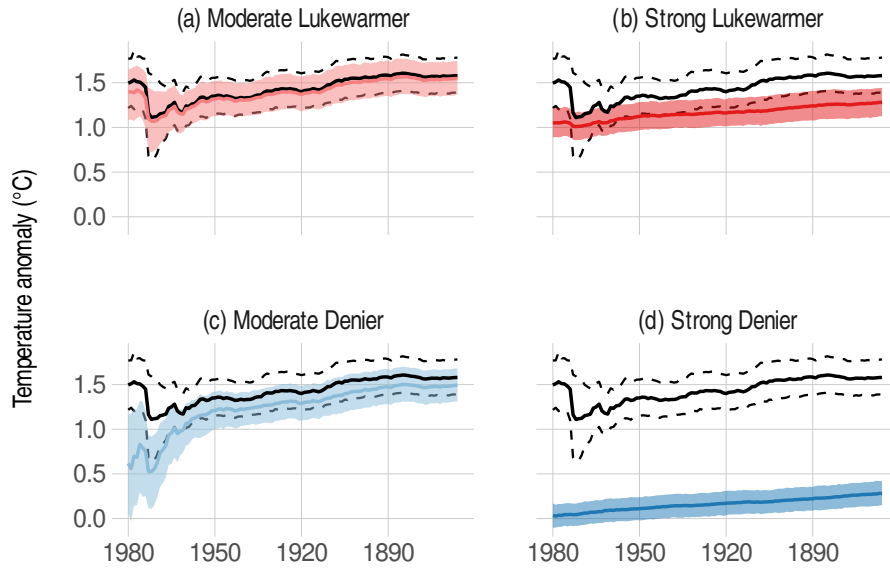 (a) Moderate Lukewarmer
(b) Strong Lukewarmer
Temperature anomaly (°C)
1.5
1.0
0.5
0.0
(c) Moderate Denier
(d) Strong Denier
1.5
1.0
0.5
0.0
1980 1950 1920 1890
1980 1950 1920 1890